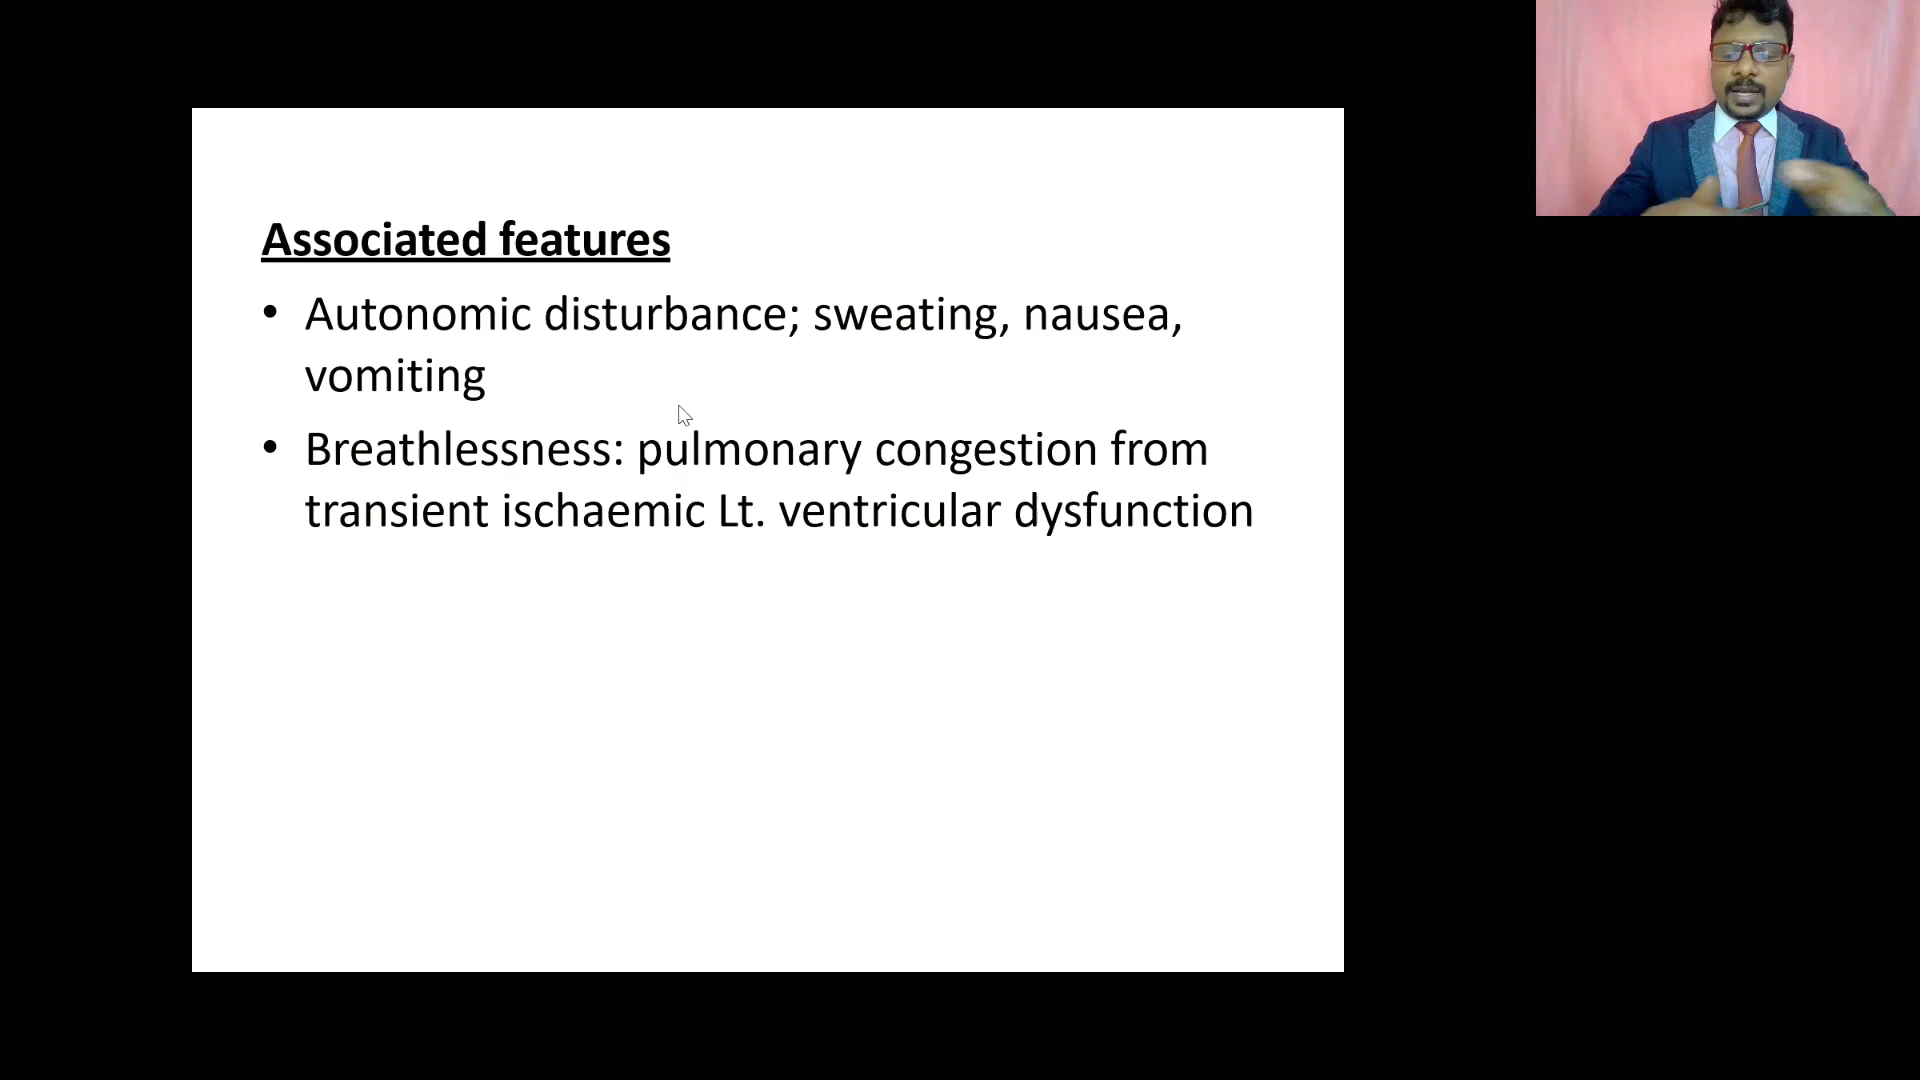 Associated features
• Autonomic disturbance; sweating, nausea,
vomiting
• Breathlessness: pulmonary congestion from
transient ischaemic Lt. ventricular dysfunction